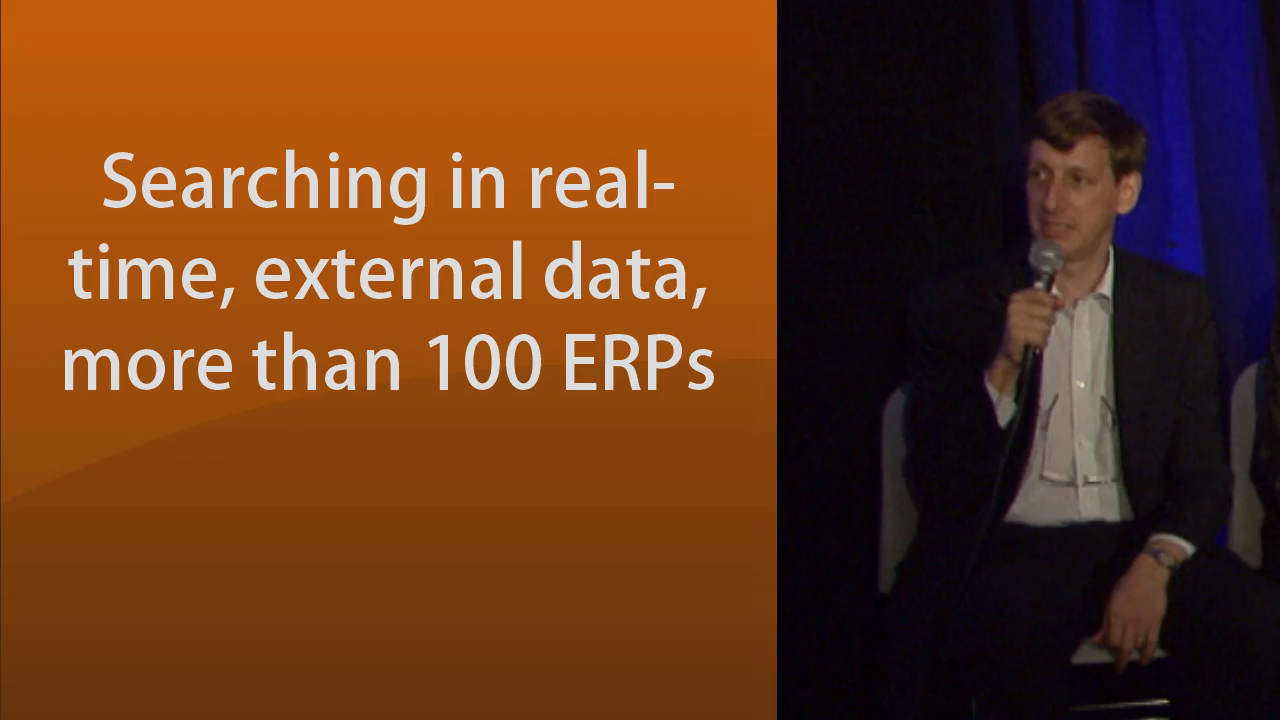 Searching in real-
time, external data,
more than 100 ERPs